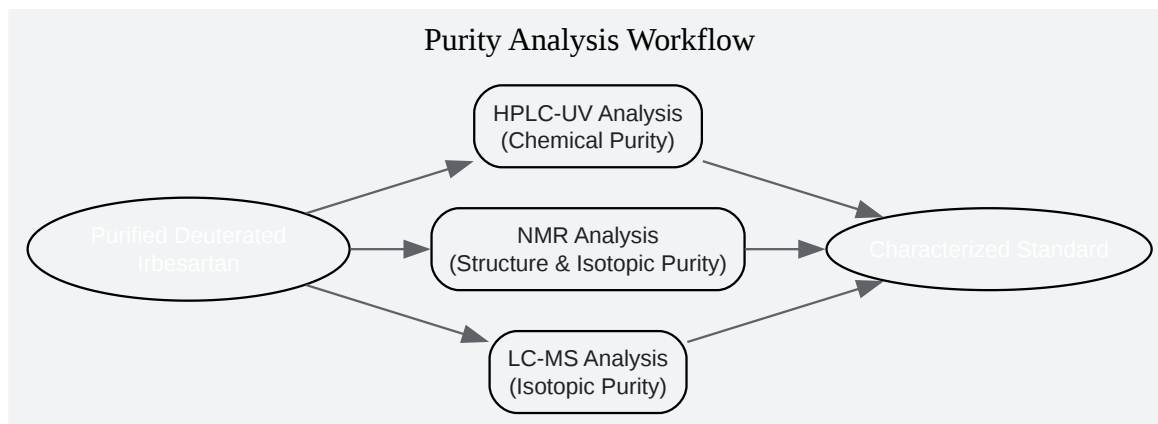 Purity Analysis Workflow
HPLC-UV Analysis
(Chemical Purity)
Purified Deuterated
Irbesartan
NMR Analysis
(Structure & Isotopic Purity)
Characterized Standard
LC-MS Analysis
(Isotopic Purity)